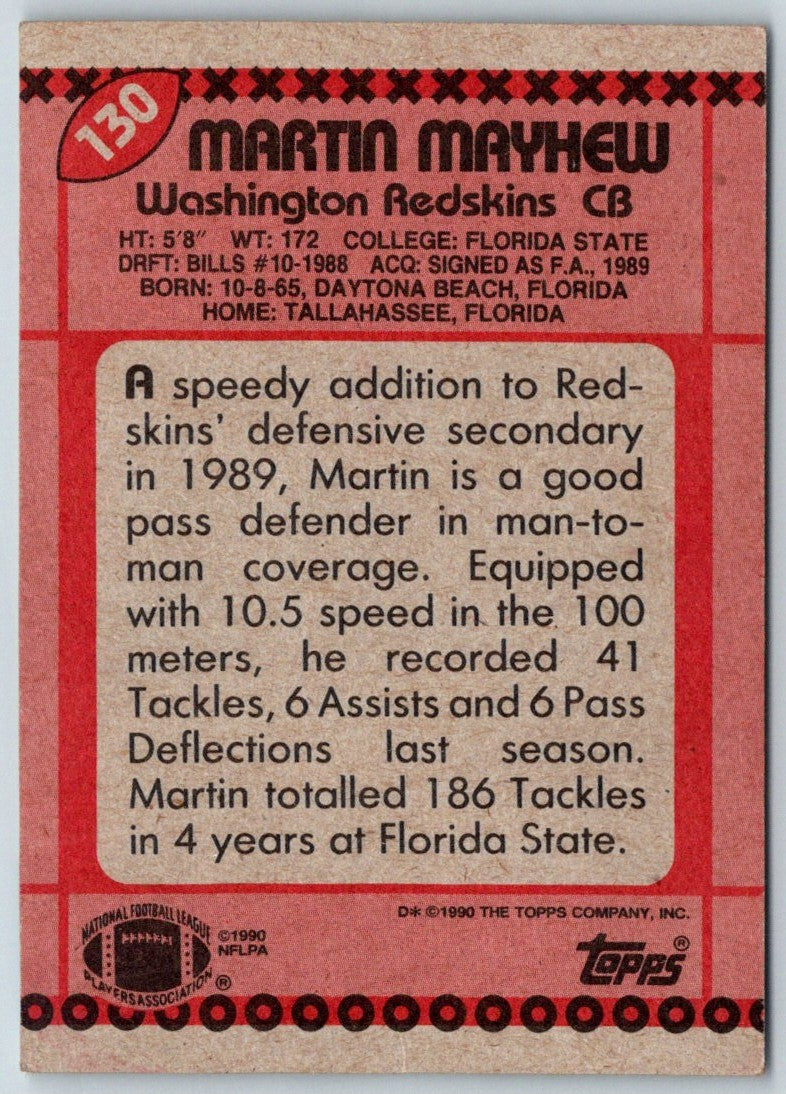 130
MARTIN MAYHEW
Washington Redskins CB
HT: 5'8" WT: 172 COLLEGE: FLORIDA STATE
DRFT: BILLS #10-1988 ACQ: SIGNED AS F.A., 1989
BORN: 10-8-65, DAYTONA BEACH, FLORIDA
HOME: TALLAHASSEE, FLORIDA
A speedy addition to Red-
skins' defensive secondary
in 1989, Martin is a good
pass defender in man-to-
man coverage. Equipped
with 10.5 speed in the 100
meters, he recorded 41
Tackles, 6 Assists and 6 Pass
Deflections last season.
Martin totalled 186 Tackles
in 4 years at Florida State.
D* ©1990 THE TOPPS COMPANY, INC.
NATIONAL FOOTBALL LEAGUE
PLAYERS ASSOCIATION ®
©1990
NFLPA
topps ®